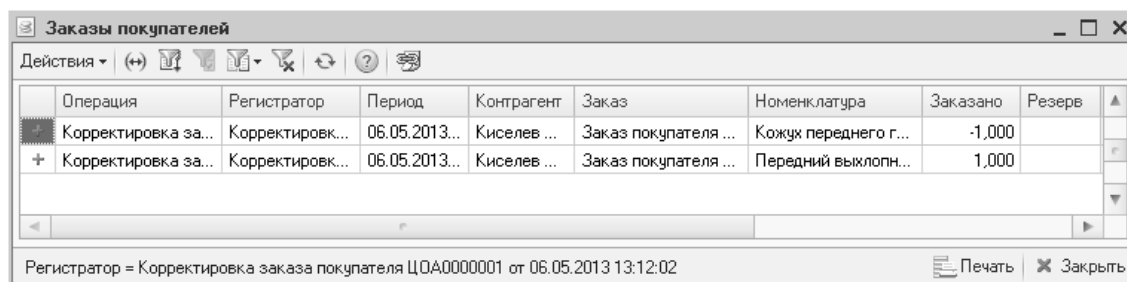 Заказы покупателей
Действия
Операция Регистратор Период Контрагент Заказ Номенклатура Заказано Резерв
Корректировка за... Корректировк... 06.05.2013... Киселев ... Заказ покупателя ... Кожух переднего г... -1,000
Корректировка за... Корректировк... 06.05.2013... Киселев ... Заказ покупателя ... Передний выхлопн... 1,000
Регистратор = Корректировка заказа покупателя ЦОА0000001 от 06.05.2013 13:12:02 Печать Закрыть